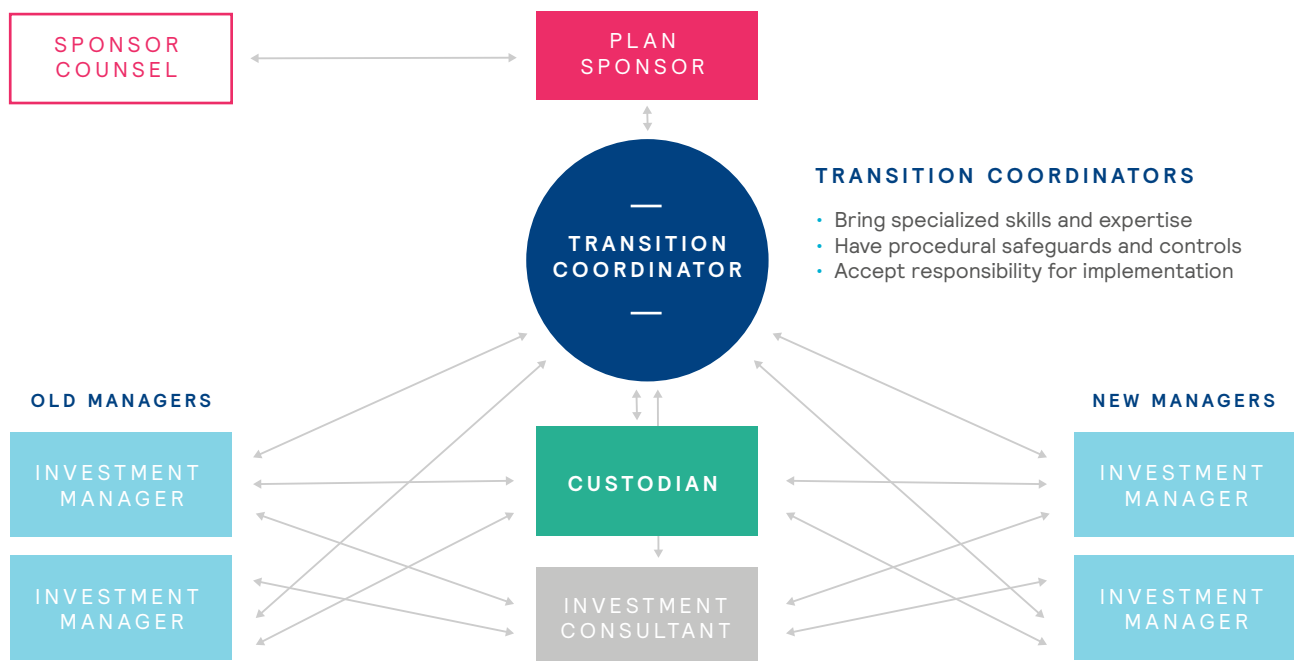 SPONSOR
COUNSEL
PLAN
SPONSOR
TRANSITION
COORDINATOR
TRANSITION COORDINATORS
• Bring specialized skills and expertise
• Have procedural safeguards and controls
• Accept responsibility for implementation
OLD MANAGERS
INVESTMENT
MANAGER
INVESTMENT
MANAGER
CUSTODIAN
INVESTMENT
CONSULTANT
NEW MANAGERS
INVESTMENT
MANAGER
INVESTMENT
MANAGER